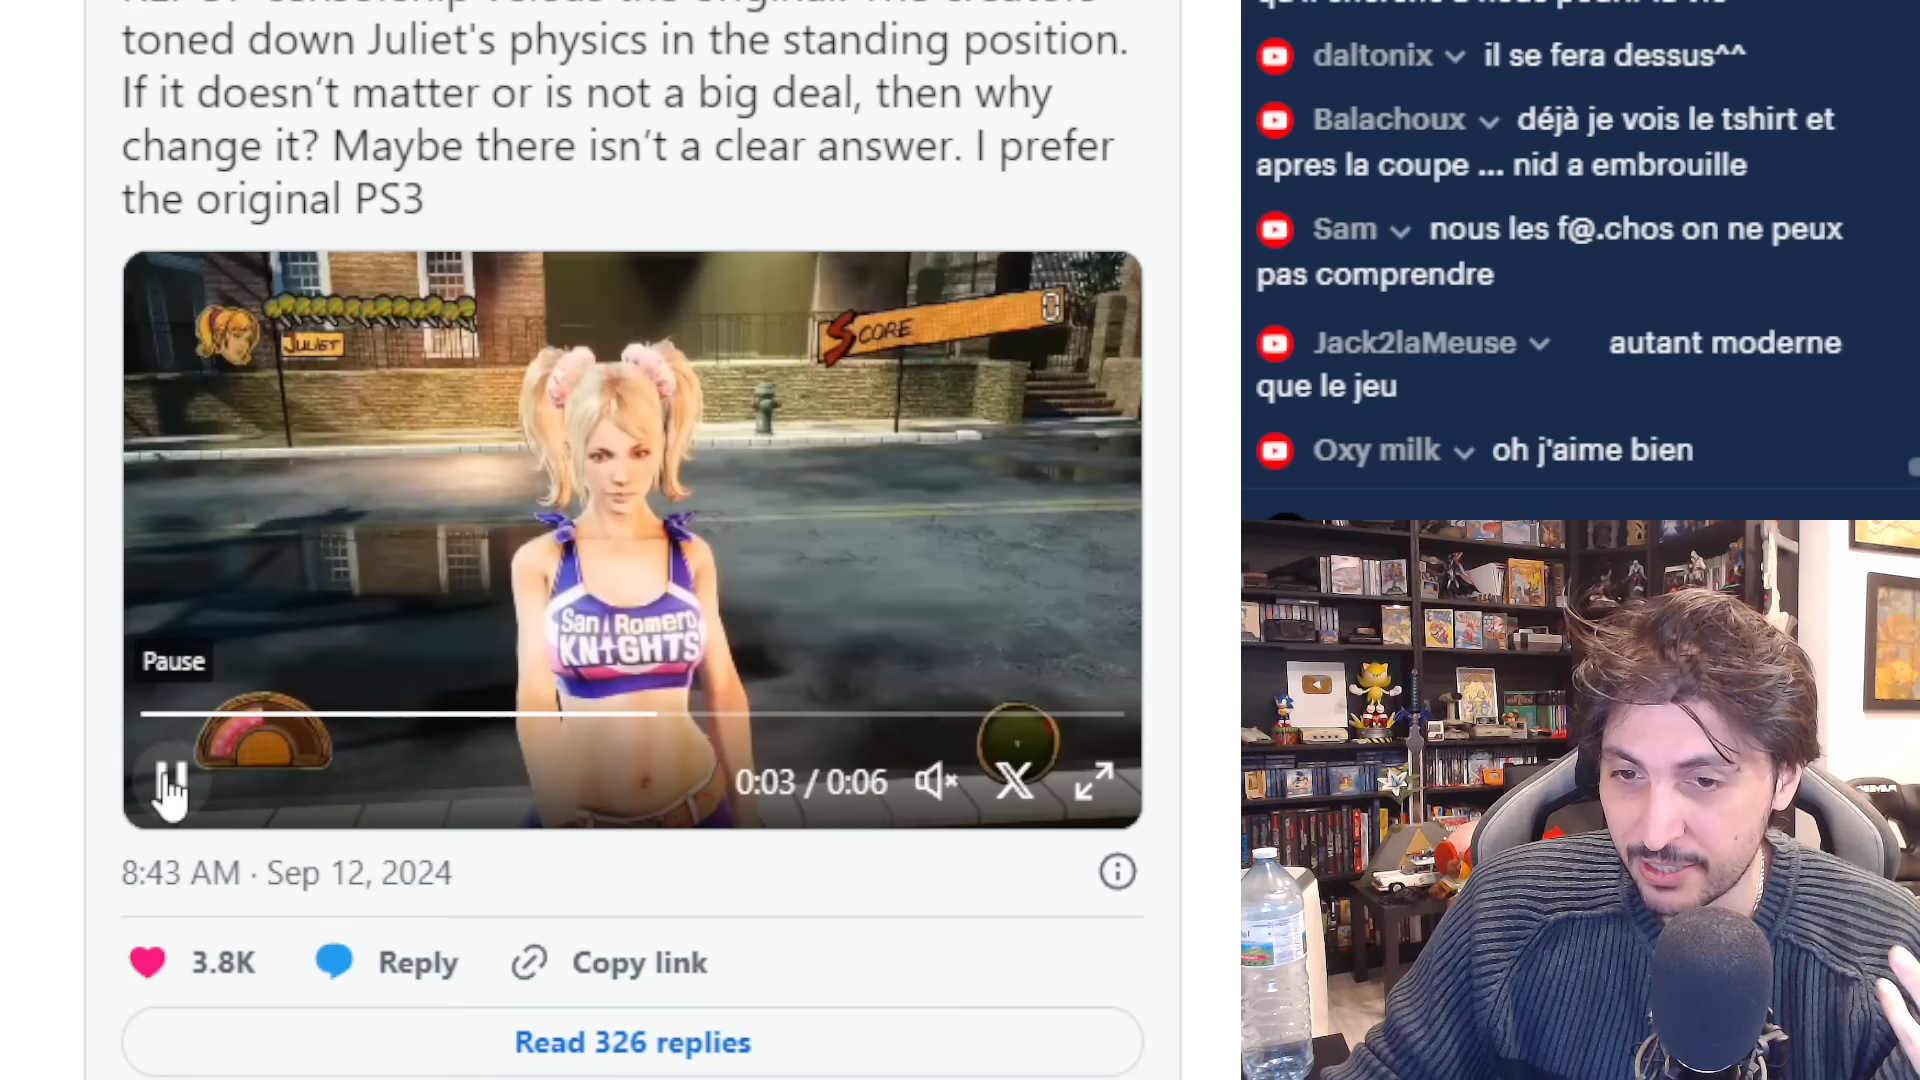 toned down Juliet's physics in the standing position.
If it doesn’t matter or is not a big deal, then why
change it? Maybe there isn’t a clear answer. I prefer
the original PS3
JULIET
SCORE
0
San Romero
KNIGHTS
Pause
0:03 / 0:06
8:43 AM · Sep 12, 2024
3.8K
Reply
Copy link
Read 326 replies
daltonix il se fera dessus^^
Balachoux déjà je vois le tshirt et
apres la coupe ... nid a embrouille
Sam nous les f@.chos on ne peux
pas comprendre
Jack2laMeuse autant moderne
que le jeu
Oxy milk oh j'aime bien